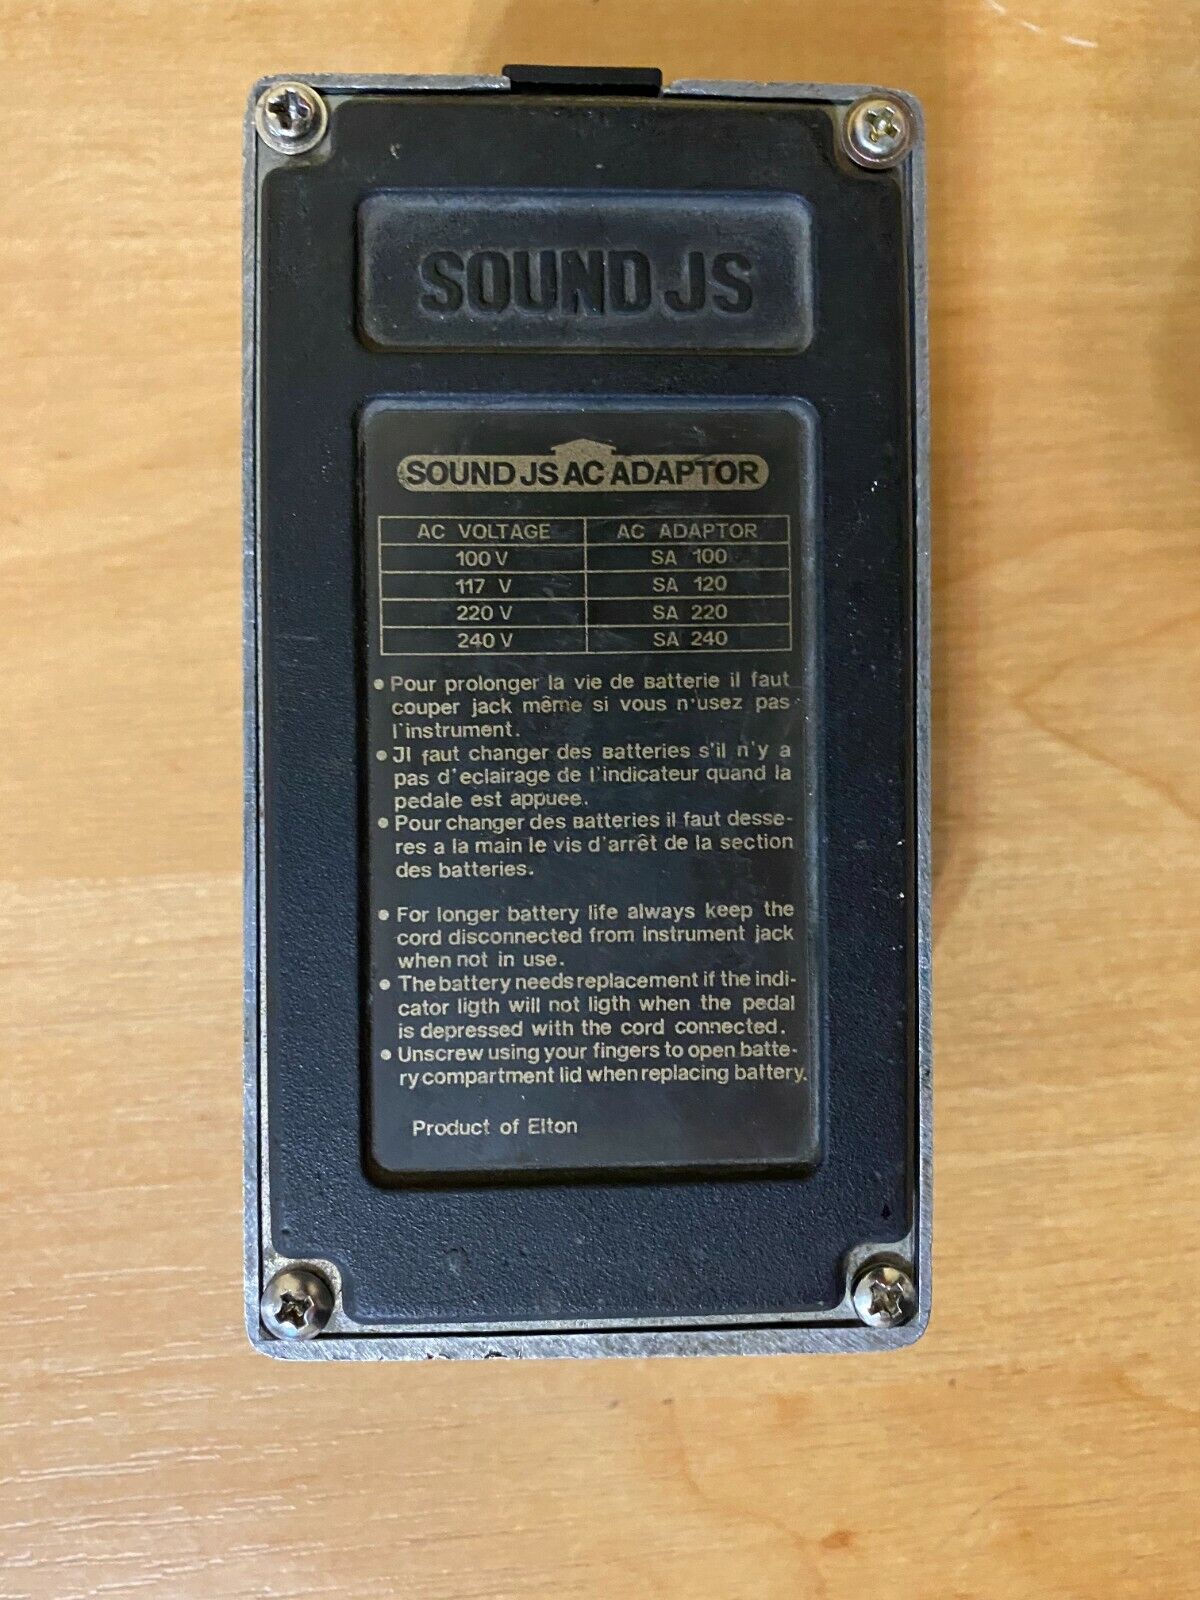 SOUND JS
SOUND JS AC ADAPTOR
AC VOLTAGE AC ADAPTOR
100 V SA 100
117 V SA 120
220 V SA 220
240 V SA 240
• Pour prolonger la vie de Batterie il faut
couper jack même si vous n'usez pas
l'instrument.
• JI faut changer des Batteries s'il n'y a
pas d'eclairage de l'indicateur quand la
pedale est appuee.
• Pour changer des Batteries il faut desse-
res a la main le vis d'arrêt de la section
des batteries.
• For longer battery life always keep the
cord disconnected from instrument jack
when not in use.
• The battery needs replacement if the indi-
cator ligth will not ligth when the pedal
is depressed with the cord connected.
• Unscrew using your fingers to open batte-
ry compartment lid when replacing battery.
Product of Elton